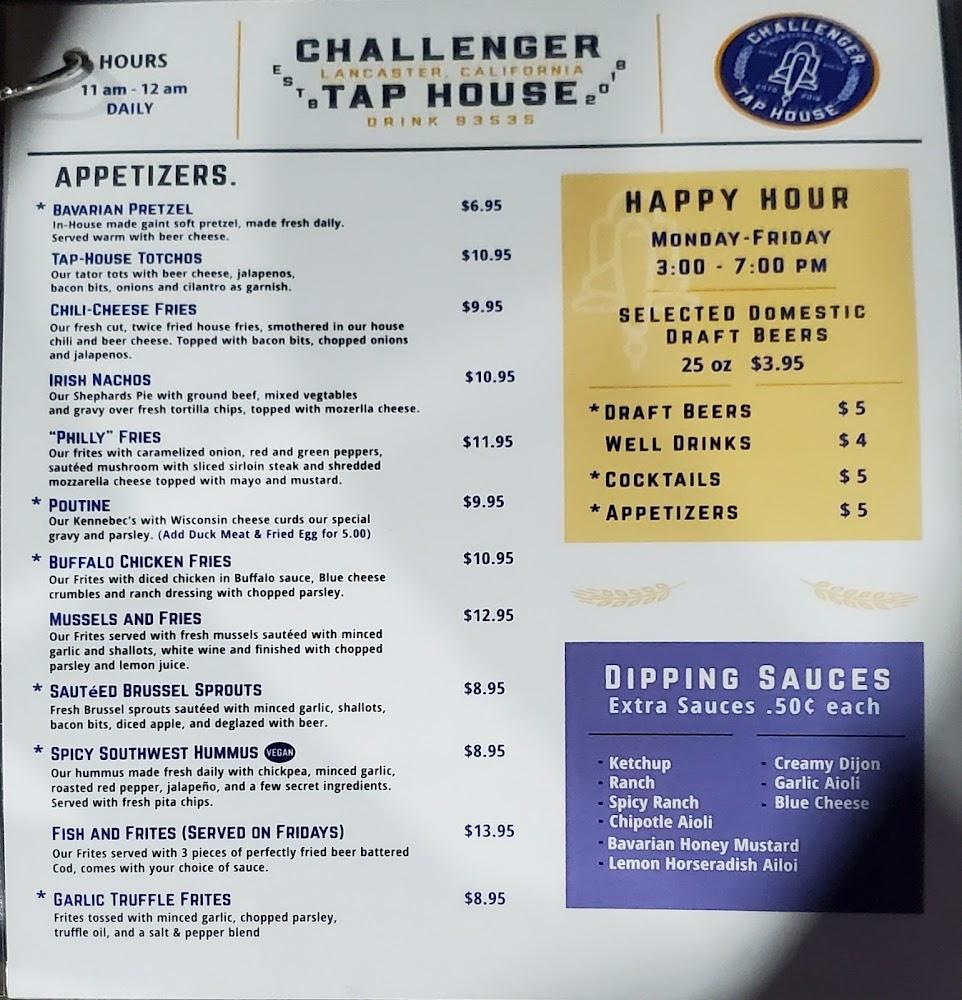 HOURS
11 am - 12 am
DAILY
CHALLENGER
LANCASTER, CALIFORNIA
ESTB TAP HOUSE 2018
DRINK 93535
CHALLENGER
TAP HOUSE
APPETIZERS.
* BAVARIAN PRETZEL $6.95
In-House made gaint soft pretzel, made fresh daily.
Served warm with beer cheese.
TAP-HOUSE TOTCHOS $10.95
Our tator tots with beer cheese, jalapenos,
bacon bits, onions and cilantro as garnish.
CHILI-CHEESE FRIES $9.95
Our fresh cut, twice fried house fries, smothered in our house
chili and beer cheese. Topped with bacon bits, chopped onions
and jalapenos.
IRISH NACHOS $10.95
Our Shephards Pie with ground beef, mixed vegtables
and gravy over fresh tortilla chips, topped with mozerlla cheese.
“PHILLY” FRIES $11.95
Our frites with caramelized onion, red and green peppers,
sautéed mushroom with sliced sirloin steak and shredded
mozzarella cheese topped with mayo and mustard.
* POUTINE $9.95
Our Kennebec's with Wisconsin cheese curds our special
gravy and parsley. (Add Duck Meat & Fried Egg for 5.00)
* BUFFALO CHICKEN FRIES $10.95
Our Frites with diced chicken in Buffalo sauce, Blue cheese
crumbles and ranch dressing with chopped parsley.
MUSSELS AND FRIES $12.95
Our Frites served with fresh mussels sautéed with minced
garlic and shallots, white wine and finished with chopped
parsley and lemon juice.
* SAUTéED BRUSSEL SPROUTS $8.95
Fresh Brussel sprouts sautéed with minced garlic, shallots,
bacon bits, diced apple, and deglazed with beer.
* SPICY SOUTHWEST HUMMUS VEGAN $8.95
Our hummus made fresh daily with chickpea, minced garlic,
roasted red pepper, jalapeño, and a few secret ingredients.
Served with fresh pita chips.
FISH AND FRITES (SERVED ON FRIDAYS) $13.95
Our Frites served with 3 pieces of perfectly fried beer battered
Cod, comes with your choice of sauce.
* GARLIC TRUFFLE FRITES $8.95
Frites tossed with minced garlic, chopped parsley,
truffle oil, and a salt & pepper blend
HAPPY HOUR
MONDAY-FRIDAY
3:00 - 7:00 PM
SELECTED DOMESTIC
DRAFT BEERS
25 oz $3.95
*DRAFT BEERS $ 5
WELL DRINKS $ 4
*COCKTAILS $ 5
*APPETIZERS $ 5
DIPPING SAUCES
Extra Sauces .50¢ each
- Ketchup
- Ranch
- Spicy Ranch
- Chipotle Aioli
- Bavarian Honey Mustard
- Lemon Horseradish Ailoi
- Creamy Dijon
- Garlic Aioli
- Blue Cheese